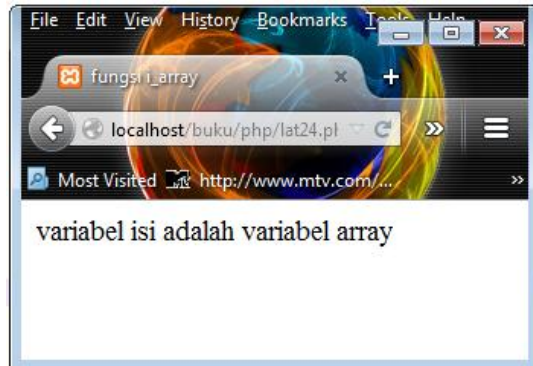 File Edit View History Bookmarks Tools Help
fungsi i_array
localhost/buku/php/lat24.ph
Most Visited http://www.mtv.com/...
variabel isi adalah variabel array